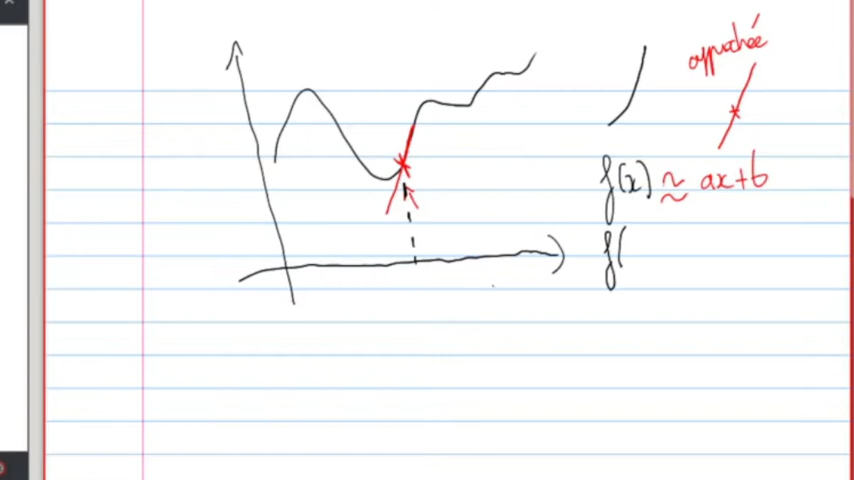 approchée
f(x) ≈ ax+b
f(